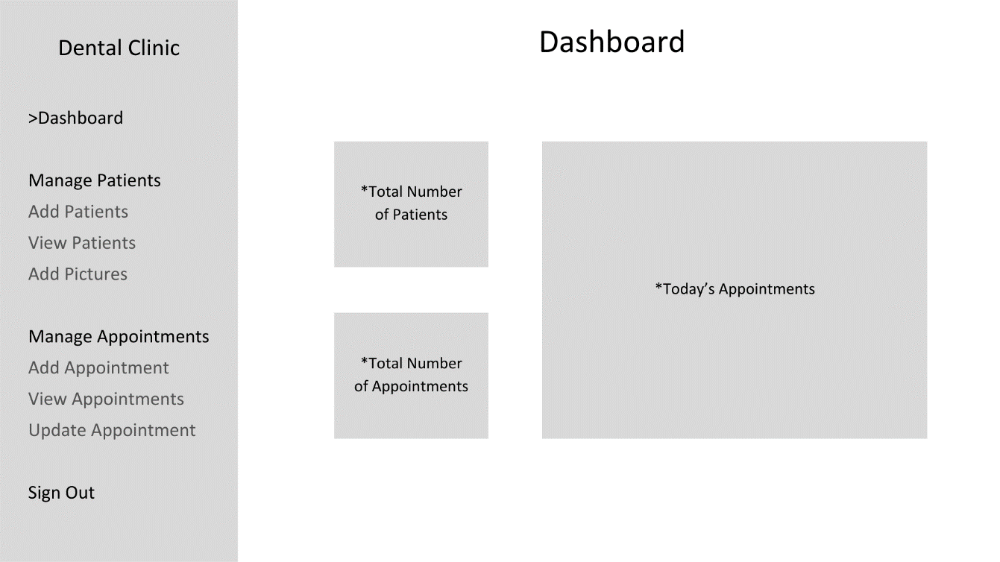 Dental Clinic
>Dashboard
Manage Patients
Add Patients
View Patients
Add Pictures
Manage Appointments
Add Appointment
View Appointments
Update Appointment
Sign Out
Dashboard
*Total Number
of Patients
*Total Number
of Appointments
*Today’s Appointments